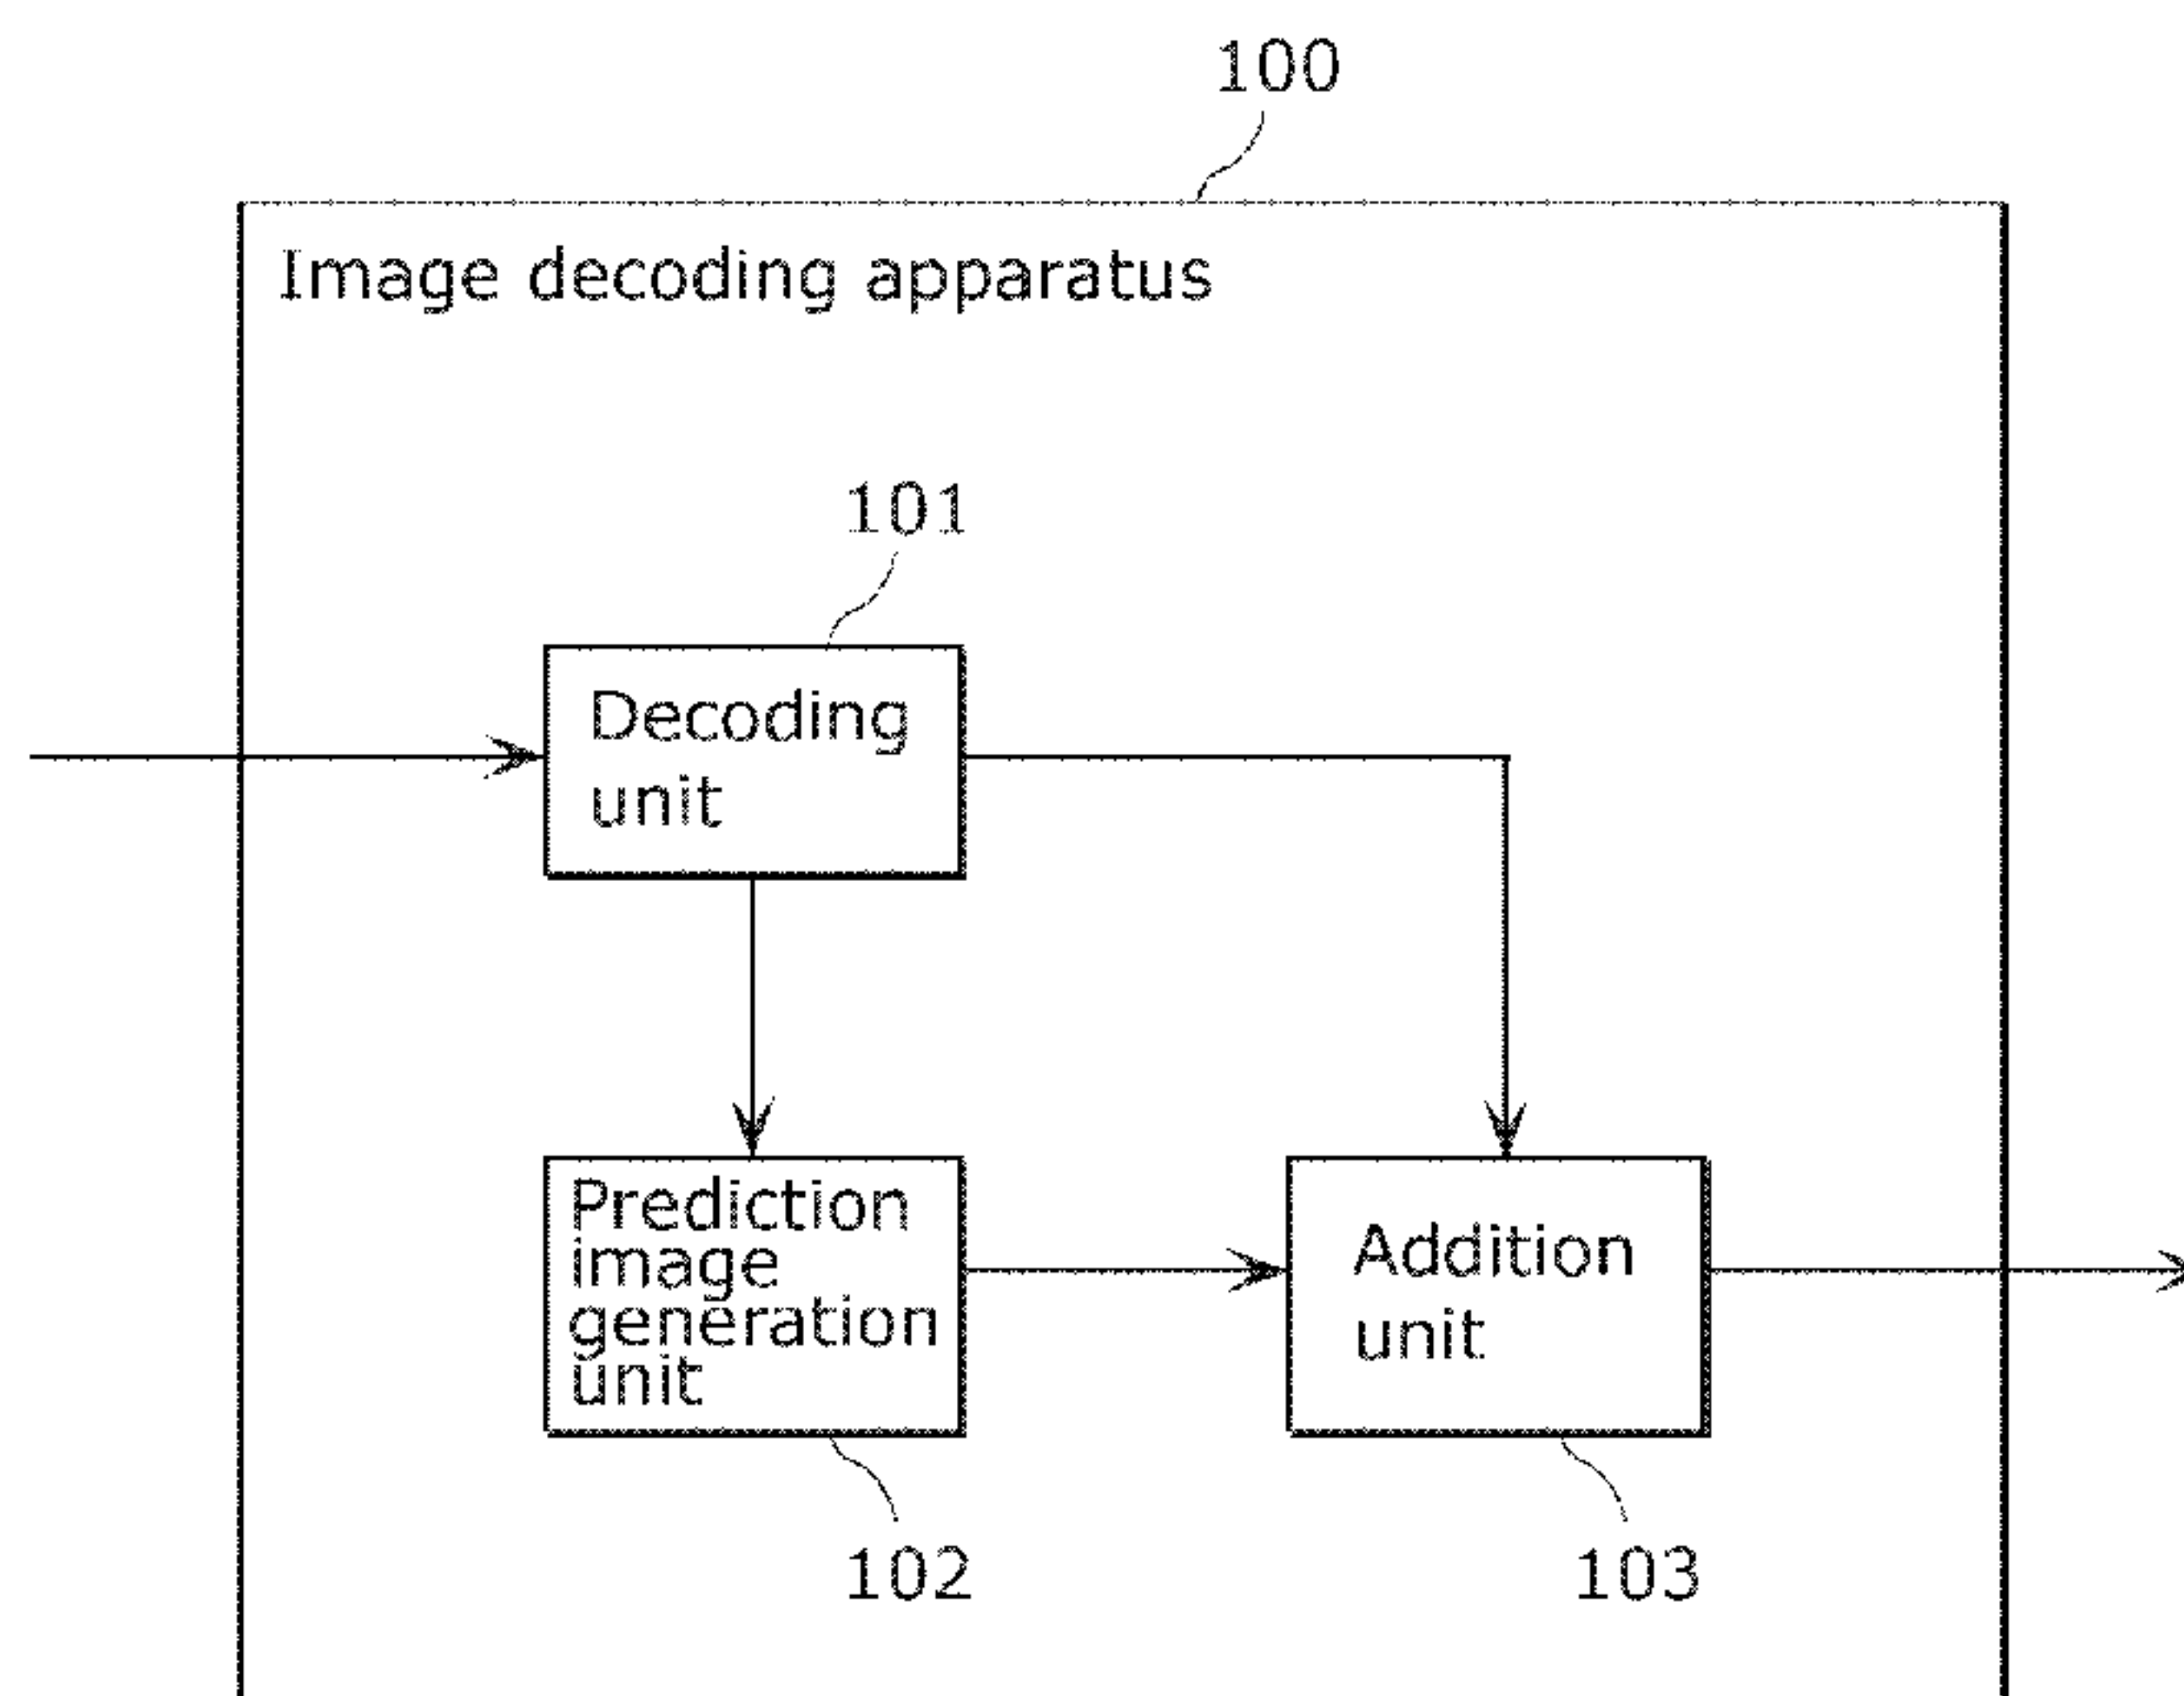 100
Image decoding apparatus
101
Decoding
unit
Prediction
image
generation
unit
Addition
unit
102
103